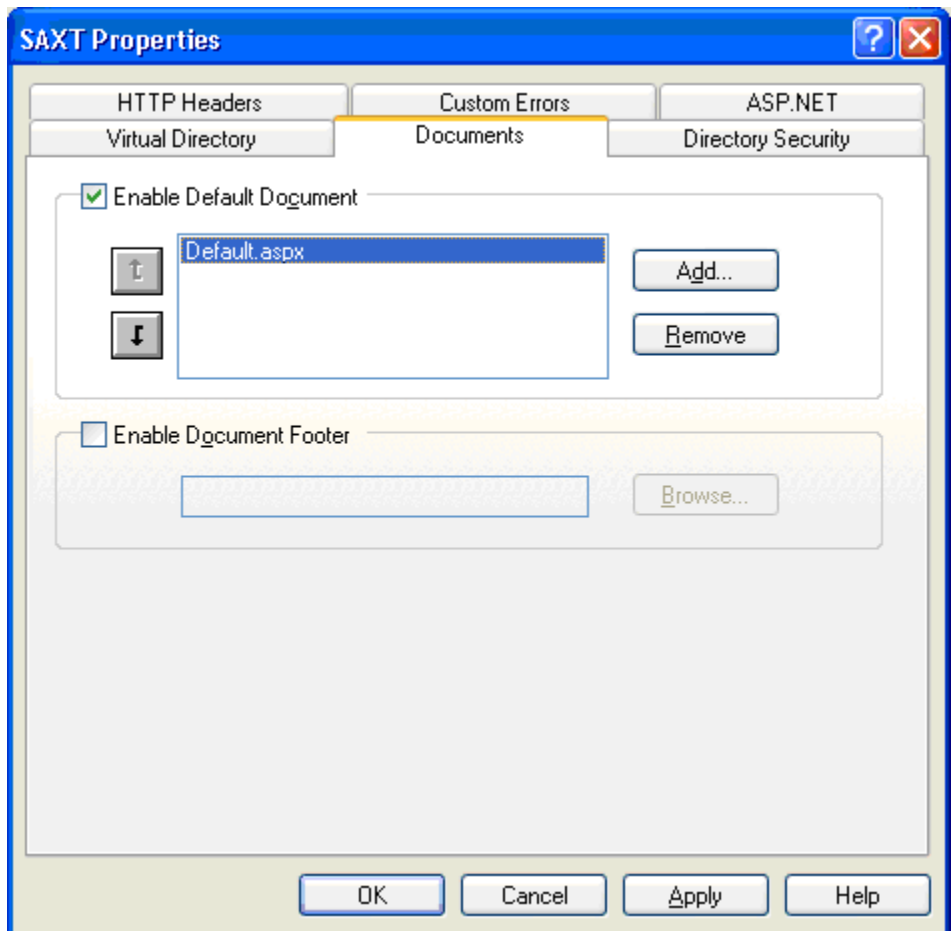 SAXT Properties
HTTP Headers Custom Errors ASP.NET
Virtual Directory Documents Directory Security
Enable Default Document
Default.aspx
Add...
Remove
Enable Document Footer
Browse...
OK Cancel Apply Help